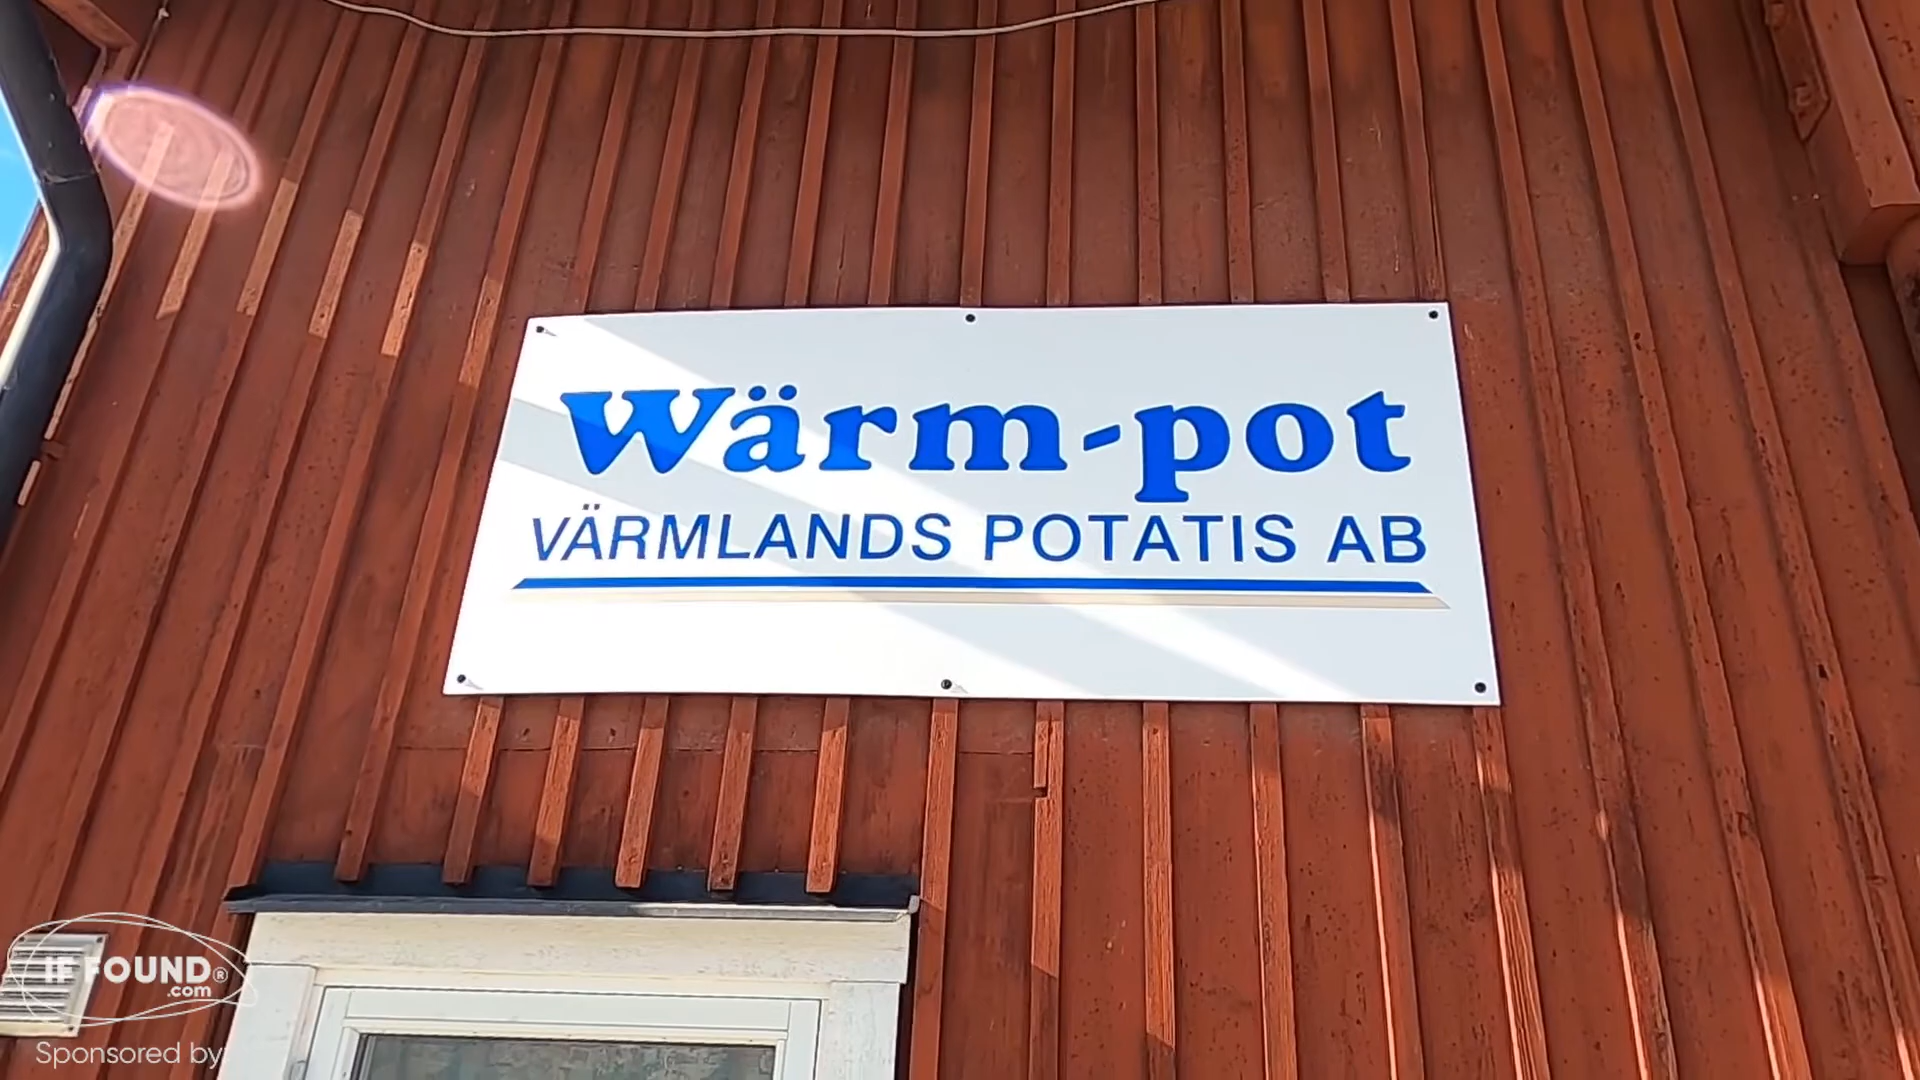 Wärm-pot
VÄRMLANDS POTATIS AB
IF FOUND®
.com
Sponsored by